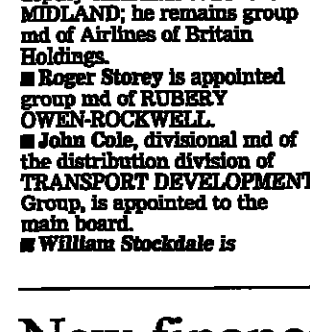 MIDLAND; he remains group
md of Airlines of Britain
Holdings.
■ Roger Storey is appointed
group md of RUBERY
OWEN-ROCKWELL.
■ John Cole, divisional md of
the distribution division of
TRANSPORT DEVELOPMENT
Group, is appointed to the
main board.
■ William Stockdale is